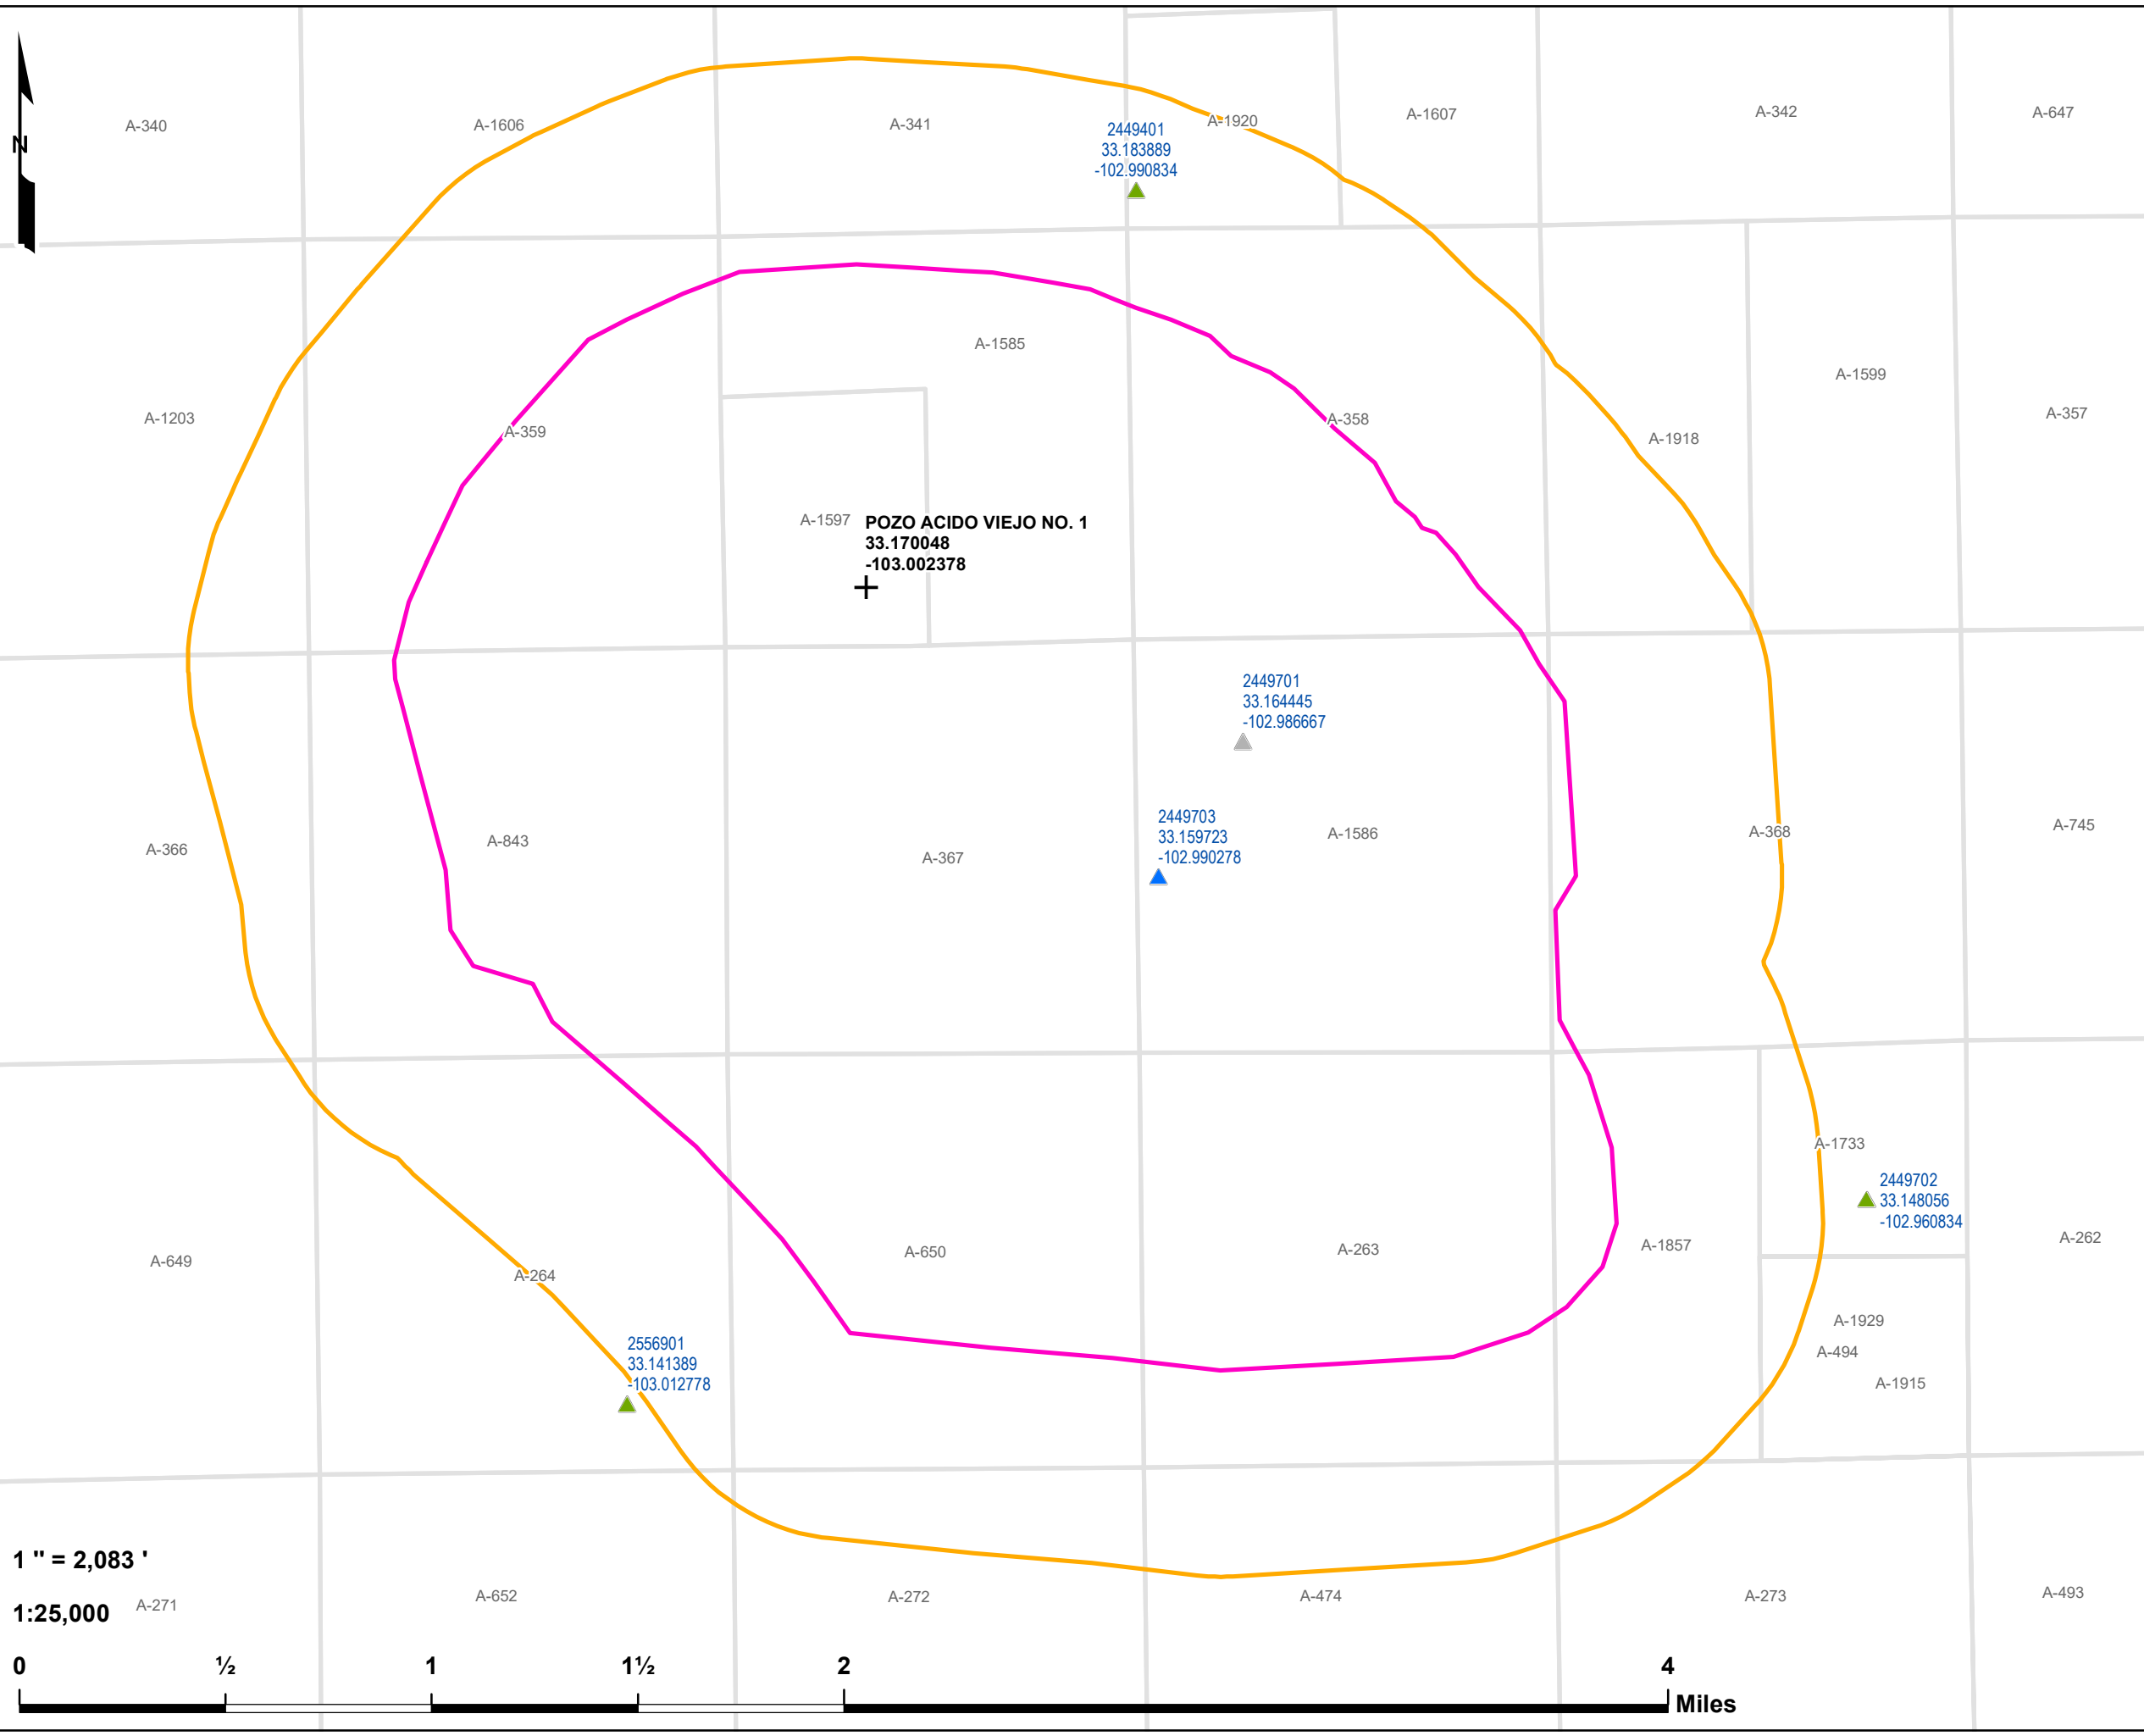 A-340
A-1606
A-341
A-1920
A-1607
A-342
A-647
N
2449401
33.183889
-102.990834
A-1203
A-359
A-1585
A-358
A-1918
A-1599
A-357
A-1597
POZO ACIDO VIEJO NO. 1
33.170048
-103.002378
2449701
33.164445
-102.986667
2449703
33.159723
-102.990278
A-366
A-843
A-367
A-1586
A-368
A-745
A-1733
2449702
33.148056
-102.960834
A-649
A-264
A-650
A-263
A-1857
A-262
2556901
33.141389
-103.012778
A-1929
A-494
A-1915
1 " = 2,083 '
1:25,000
A-271
A-652
A-272
A-474
A-273
A-493
0 ½ 1 1½ 2 4
Miles